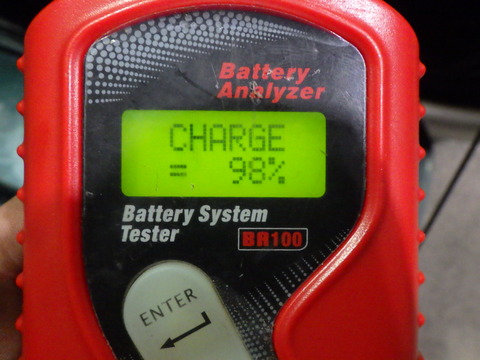 Battery
Analyzer
CHARGE
= 98%
Battery System
Tester
BR100
ENTER